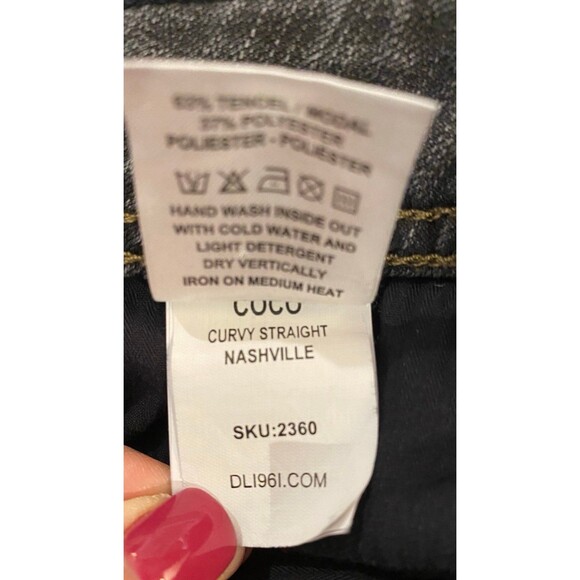 TENCEL / MODAL
37% POLYESTER
POLIESTER - POLIESTER
HAND WASH INSIDE OUT
WITH COLD WATER AND
LIGHT DETERGENT
DRY VERTICALLY
IRON ON MEDIUM HEAT
COCO
CURVY STRAIGHT
NASHVILLE
SKU:2360
DL1961.COM